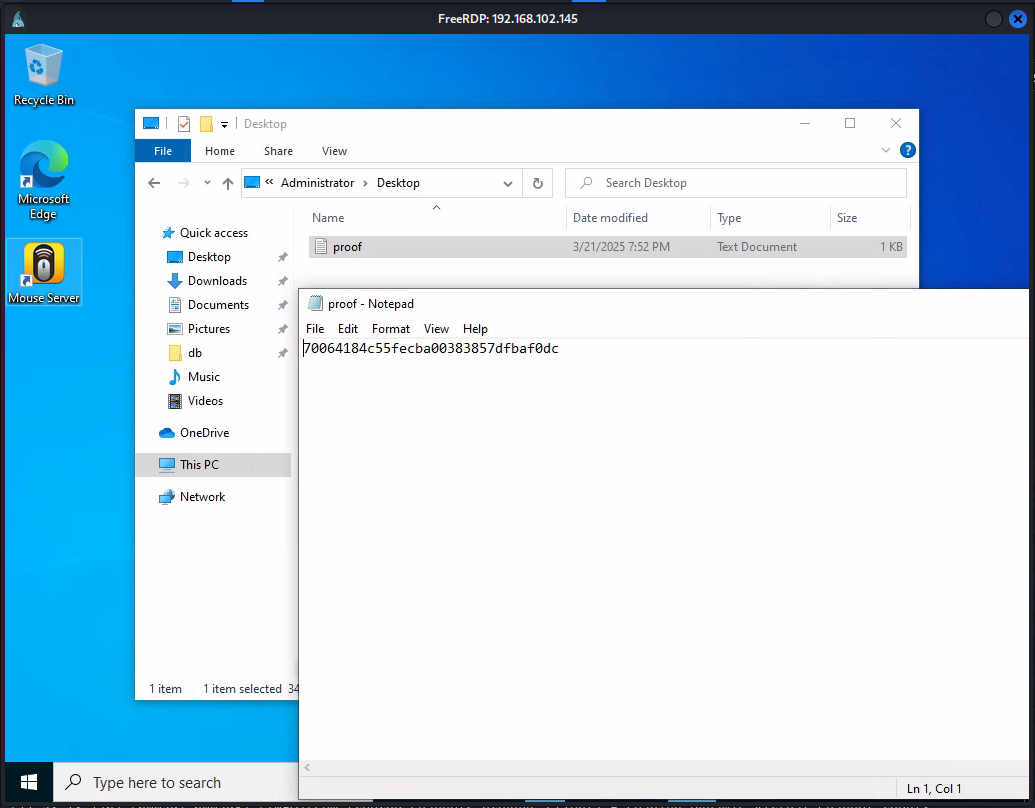 FreeRDP: 192.168.102.145
Recycle Bin
Microsoft
Edge
Mouse Server
Desktop
File Home Share View
« Administrator › Desktop
Search Desktop
Name Date modified Type Size
proof 3/21/2025 7:52 PM Text Document 1 KB
Quick access
Desktop
Downloads
Documents
Pictures
db
Music
Videos
OneDrive
This PC
Network
1 item 1 item selected 34
proof - Notepad
File Edit Format View Help
70064184c55fecba00383857dfbaf0dc
Ln 1, Col 1
Type here to search